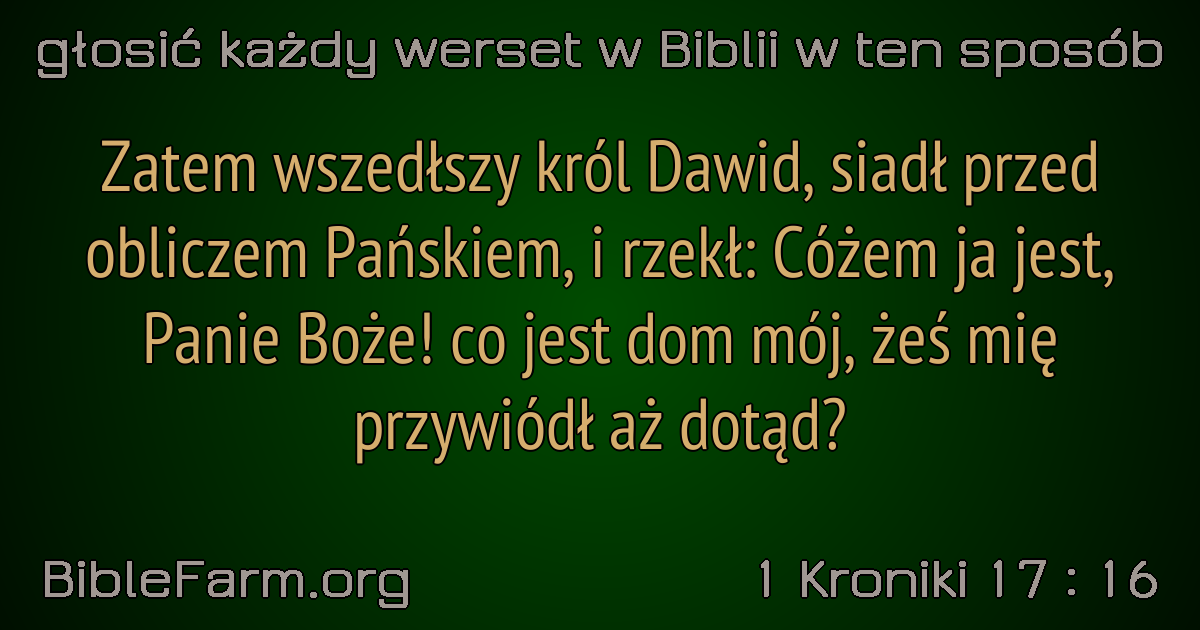 głosić każdy werset w Biblii w ten sposób
Zatem wszedłszy król Dawid, siadł przed
obliczem Pańskiem, i rzekł: Cóżem ja jest,
Panie Boże! co jest dom mój, żeś mię
przywiódł aż dotąd?
BibleFarm.org
1 Kroniki 17 : 16